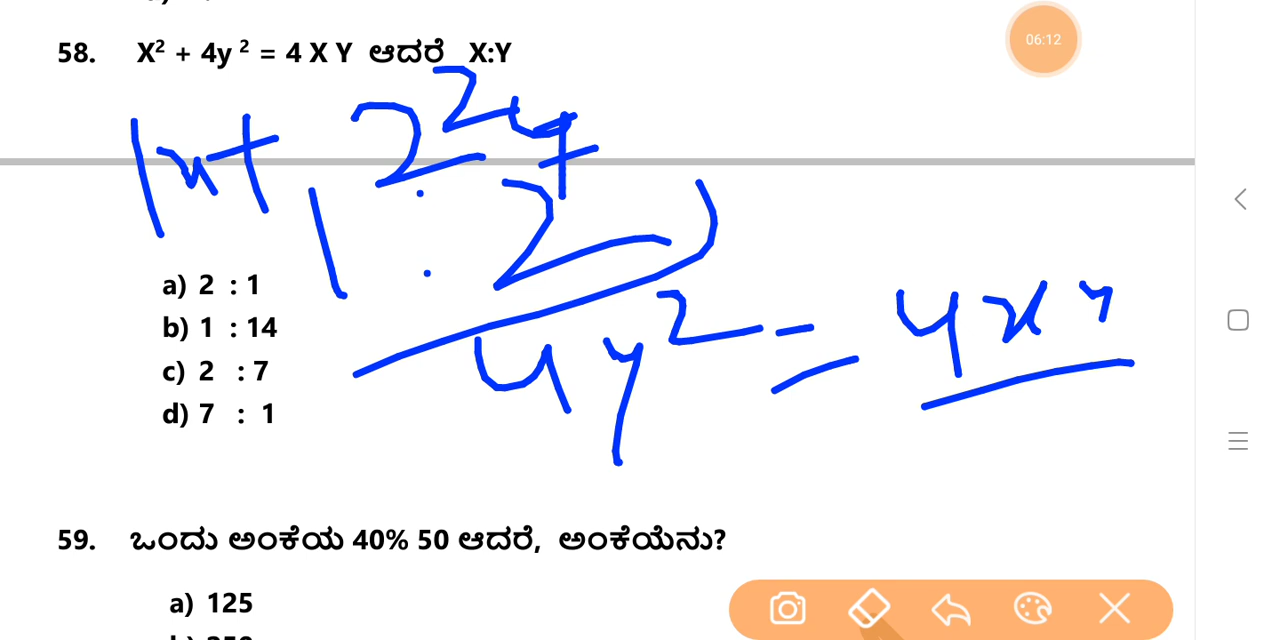 06:12
58. X² + 4y ² = 4 X Y ಆದರೆ X:Y
a) 2 : 1
b) 1 : 14
c) 2 : 7
d) 7 : 1
4y² = 4xy
59. ಒಂದು ಅಂಕೆಯ 40% 50 ಆದರೆ, ಅಂಕೆಯೆನು?
a) 125